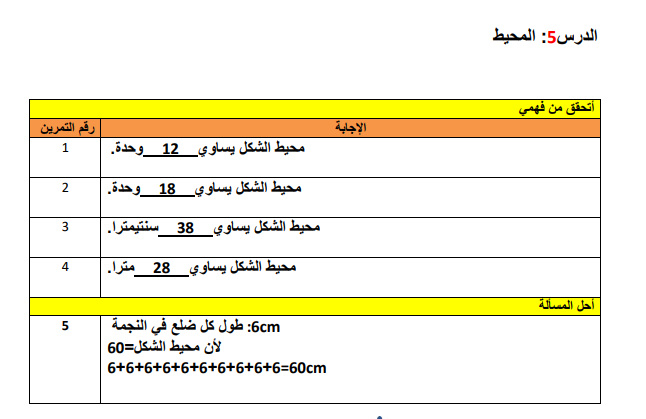 الدرس5: المحيط
أتحقق من فهمي
رقم التمرين الإجابة
1 محيط الشكل يساوي 12 وحدة.
2 محيط الشكل يساوي 18 وحدة.
3 محيط الشكل يساوي 38 سنتيمترا.
4 محيط الشكل يساوي 28 مترا.
أحل المسألة
5 6cm: طول كل ضلع في النجمة
لأن محيط الشكل=60
6+6+6+6+6+6+6+6+6+6=60cm